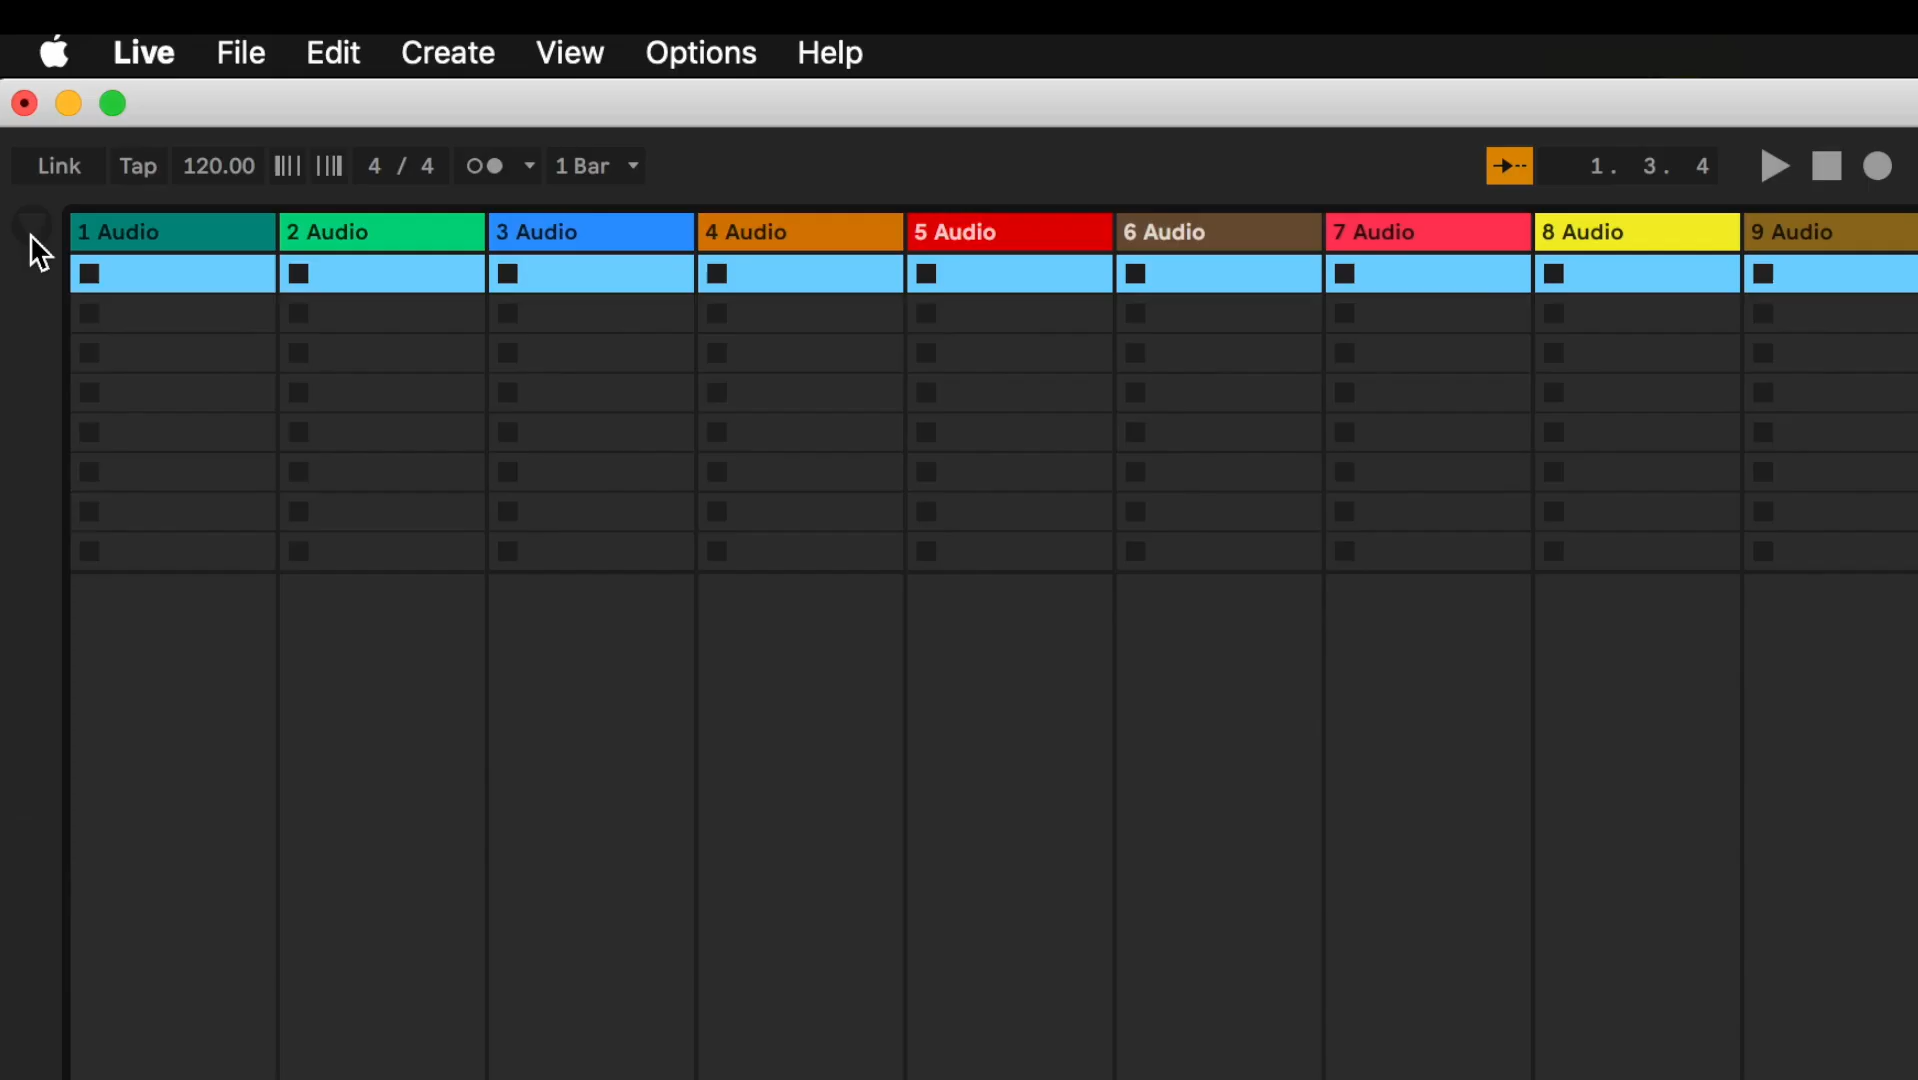 Live File Edit Create View Options Help
Link Tap 120.00 4 / 4 1 Bar 1. 3. 4
1 Audio 2 Audio 3 Audio 4 Audio 5 Audio 6 Audio 7 Audio 8 Audio 9 Audio